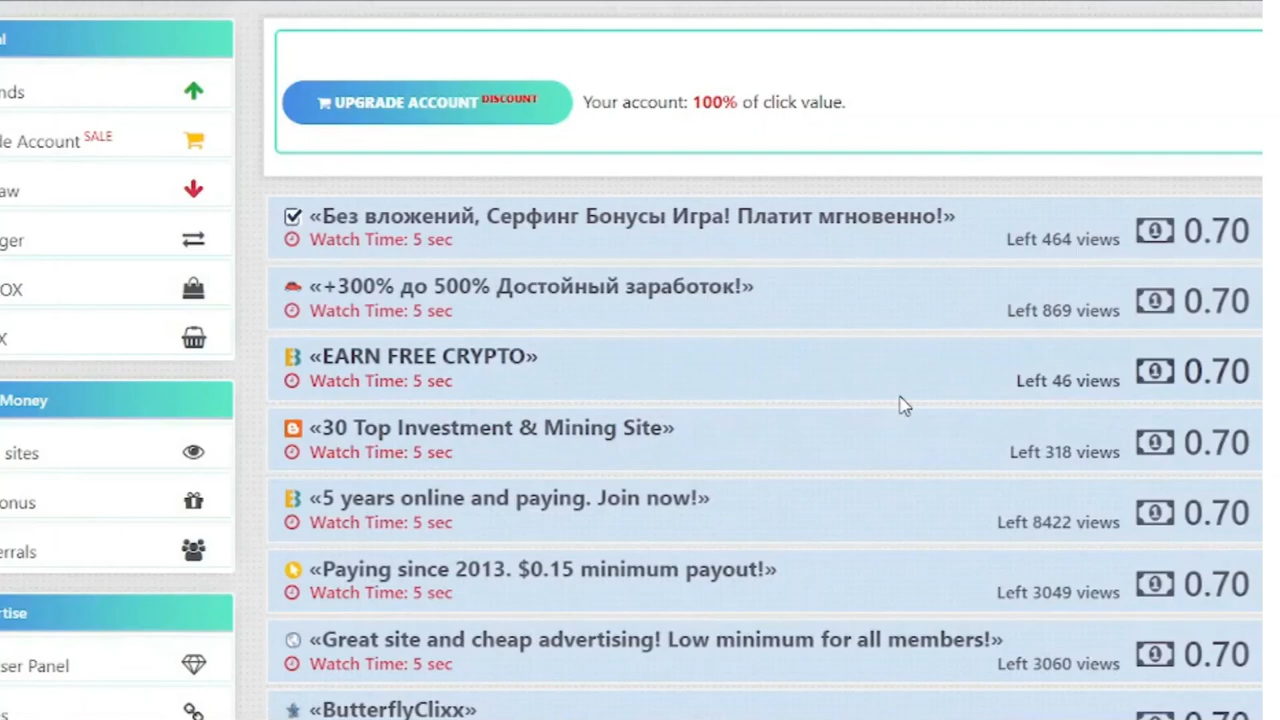 al
nds
de Account SALE
aw
ger
OX
X
Money
sites
onus
errals
rtise
ser Panel
s
UPGRADE ACCOUNT DISCOUNT
Your account: 100% of click value.
«Без вложений, Серфинг Бонусы Игра! Платит мгновенно!»
Watch Time: 5 sec
Left 464 views
0.70
«+300% до 500% Достойный заработок!»
Watch Time: 5 sec
Left 869 views
0.70
«EARN FREE CRYPTO»
Watch Time: 5 sec
Left 46 views
0.70
«30 Top Investment & Mining Site»
Watch Time: 5 sec
Left 318 views
0.70
«5 years online and paying. Join now!»
Watch Time: 5 sec
Left 8422 views
0.70
«Paying since 2013. $0.15 minimum payout!»
Watch Time: 5 sec
Left 3049 views
0.70
«Great site and cheap advertising! Low minimum for all members!»
Watch Time: 5 sec
Left 3060 views
0.70
«ButterflyClixx»
0.70